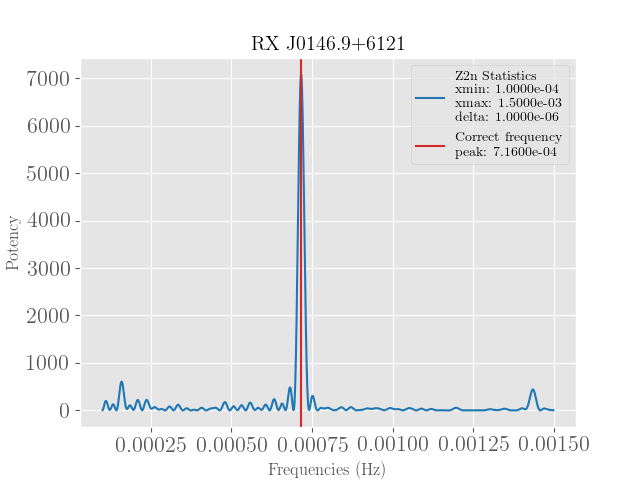 RX J0146.9+6121
Z2n Statistics
xmin: 1.0000e-04
xmax: 1.5000e-03
delta: 1.0000e-06
Correct frequency
peak: 7.1600e-04
Potency
7000
6000
5000
4000
3000
2000
1000
0
0.00025 0.00050 0.00075 0.00100 0.00125 0.00150
Frequencies (Hz)